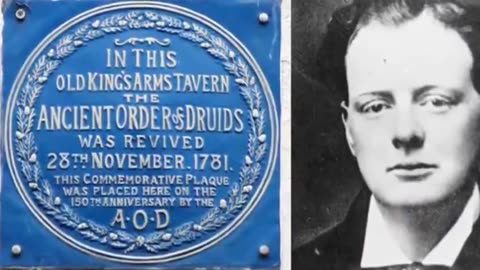 IN THIS
OLD KING'S ARMS TAVERN
THE
ANCIENT ORDER of DRUIDS
WAS REVIVED
28TH NOVEMBER. 1781.
THIS COMMEMORATIVE PLAQUE
WAS PLACED HERE ON THE
150TH ANNIVERSARY BY THE
A·O·D